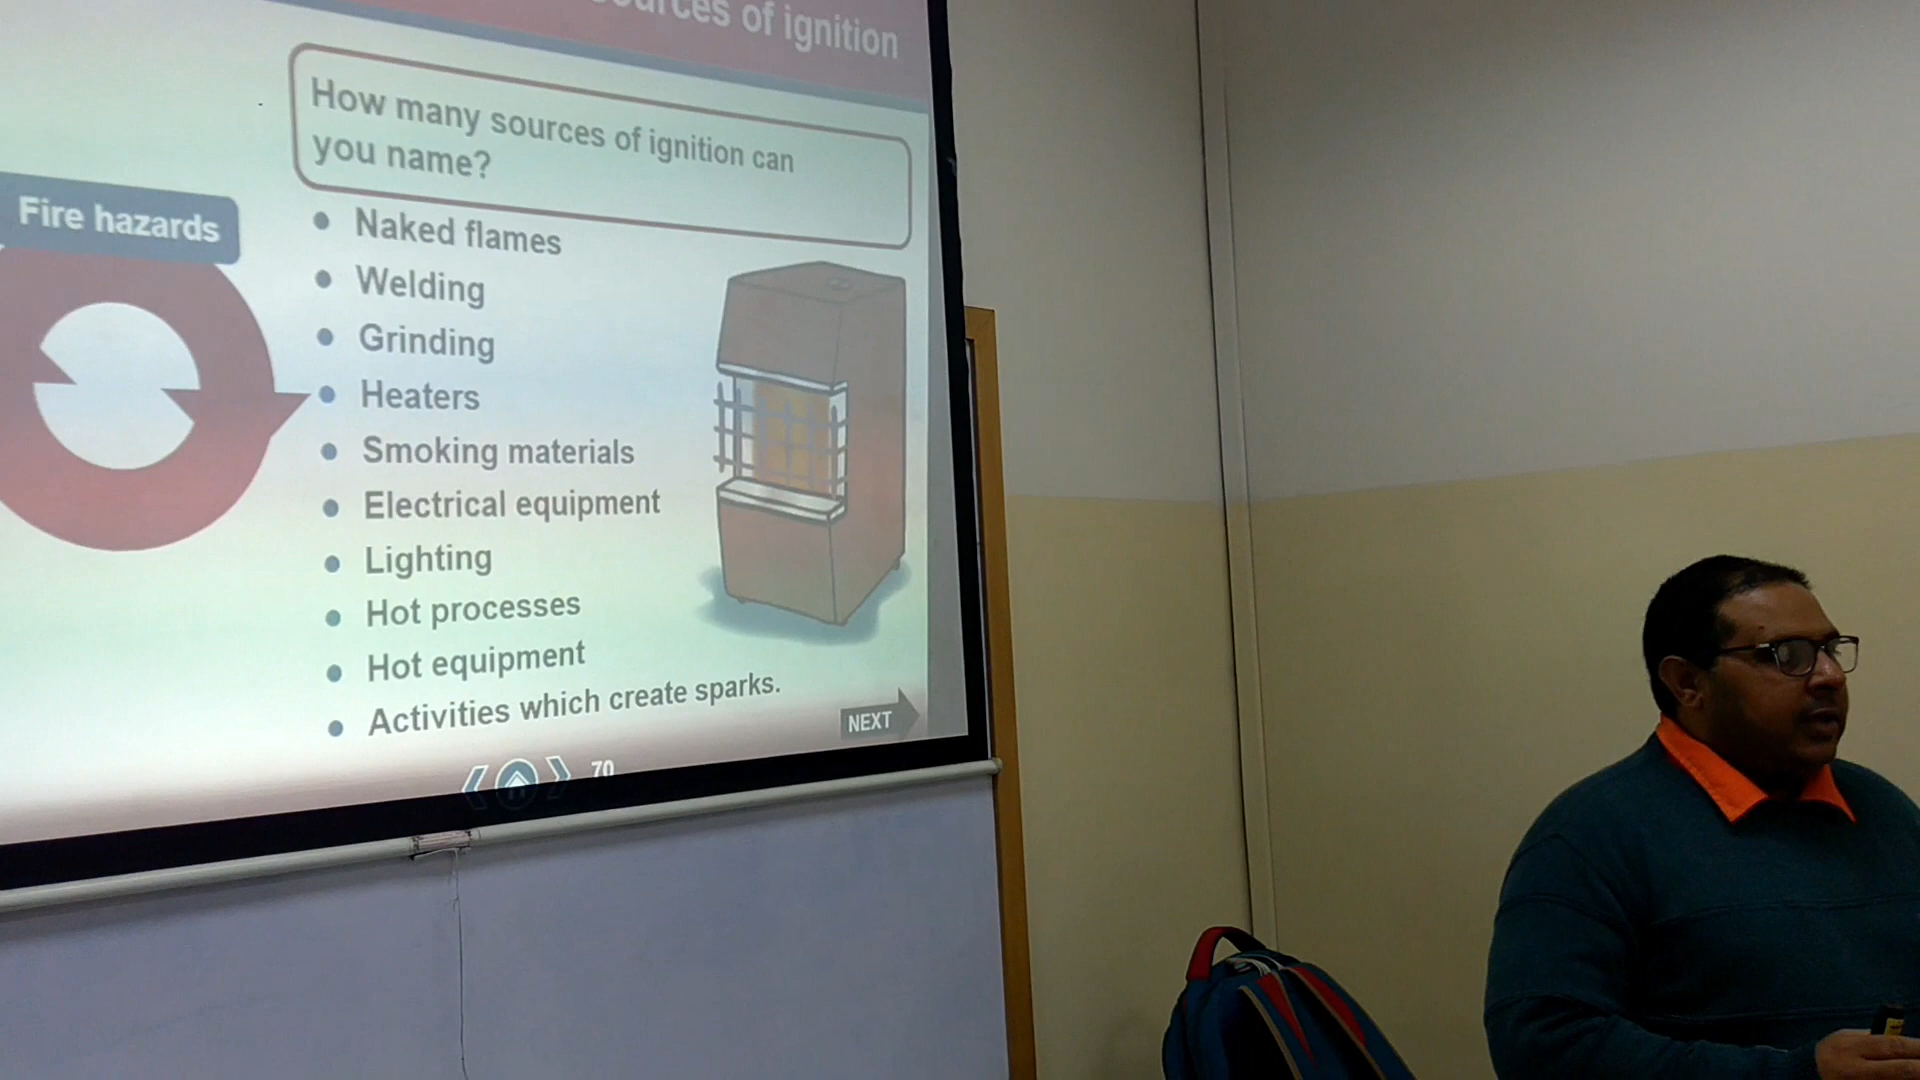 of ignition
How many sources of ignition can
you name?
Fire hazards
• Naked flames
• Welding
• Grinding
• Heaters
• Smoking materials
• Electrical equipment
• Lighting
• Hot processes
• Hot equipment
• Activities which create sparks.
NEXT
70